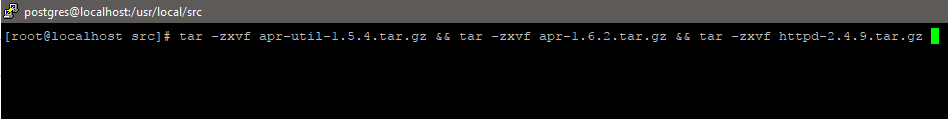 postgres@localhost:/usr/local/src
[root@localhost src]# tar -zxvf apr-util-1.5.4.tar.gz && tar -zxvf apr-1.6.2.tar.gz && tar -zxvf httpd-2.4.9.tar.gz